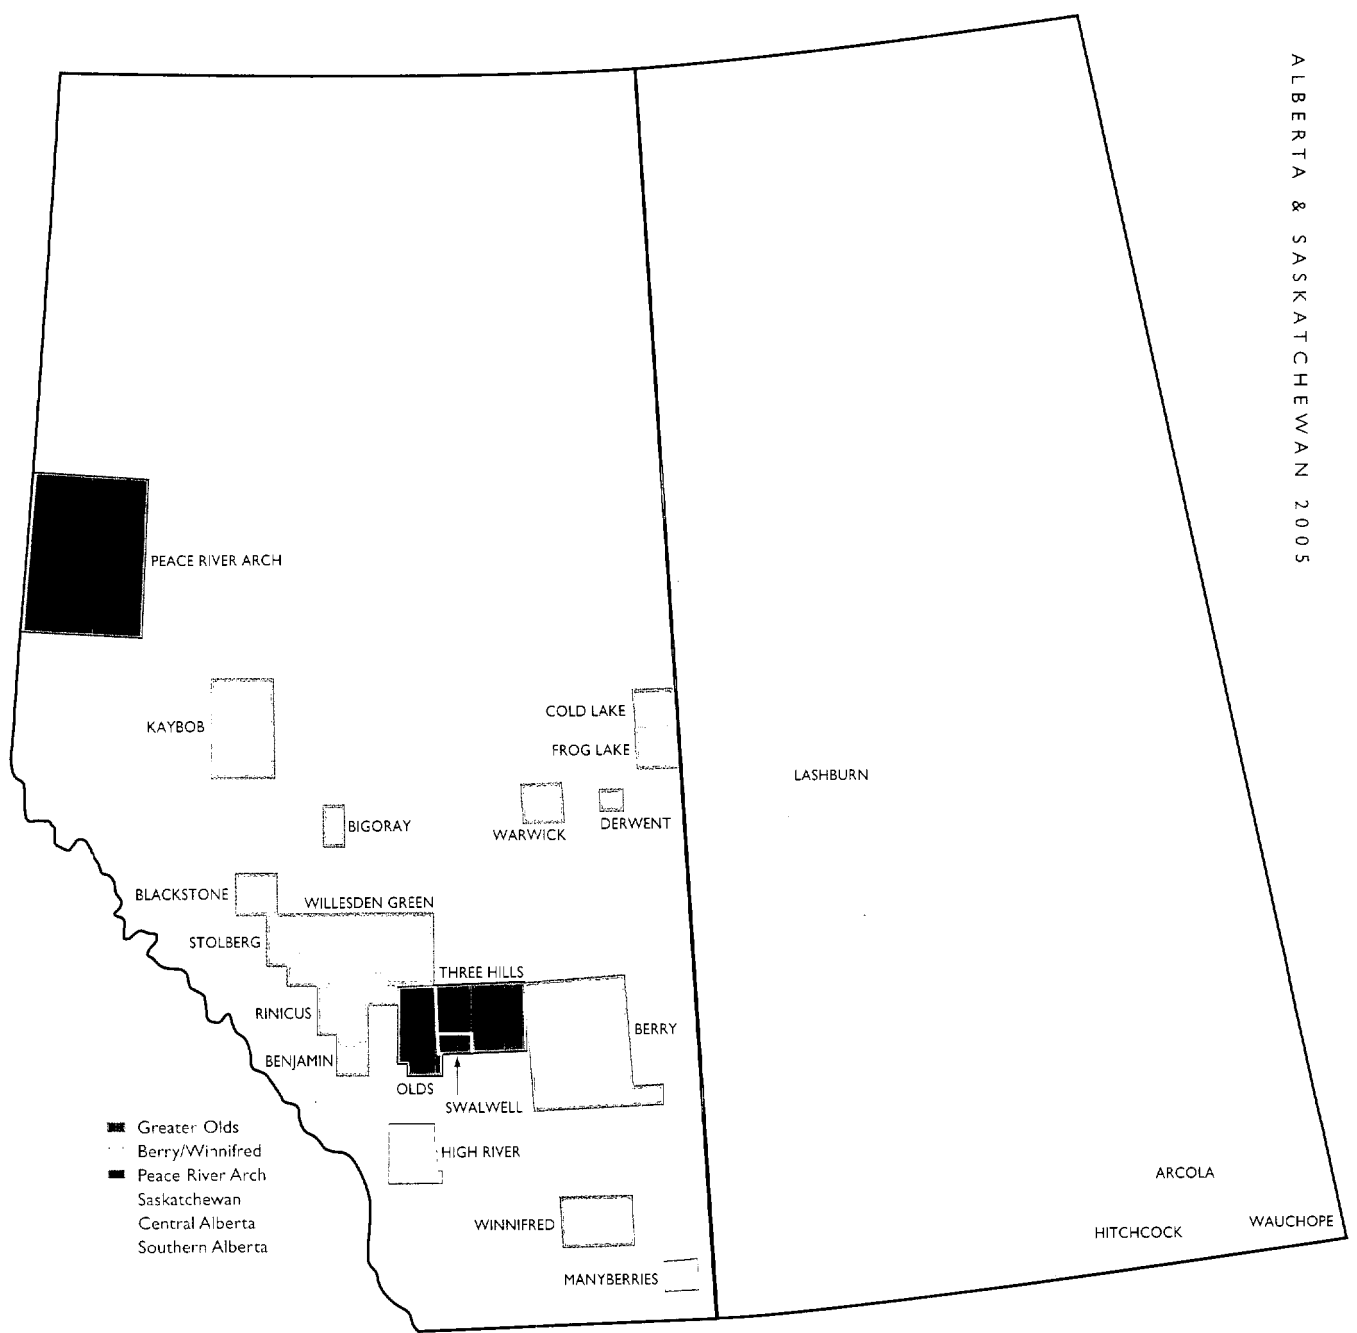 ALBERTA & SASKATCHEWAN 2005
PEACE RIVER ARCH
KAYBOB
COLD LAKE
FROG LAKE
LASHBURN
BIGORAY
WARWICK
DERWENT
BLACKSTONE
WILLESDEN GREEN
STOLBERG
THREE HILLS
RINICUS
BERRY
BENJAMIN
OLDS
SWALWELL
HIGH RIVER
Greater Olds
Berry/Winnifred
Peace River Arch
Saskatchewan
Central Alberta
Southern Alberta
ARCOLA
WINNIFRED
HITCHCOCK
WAUCHOPE
MANYBERRIES